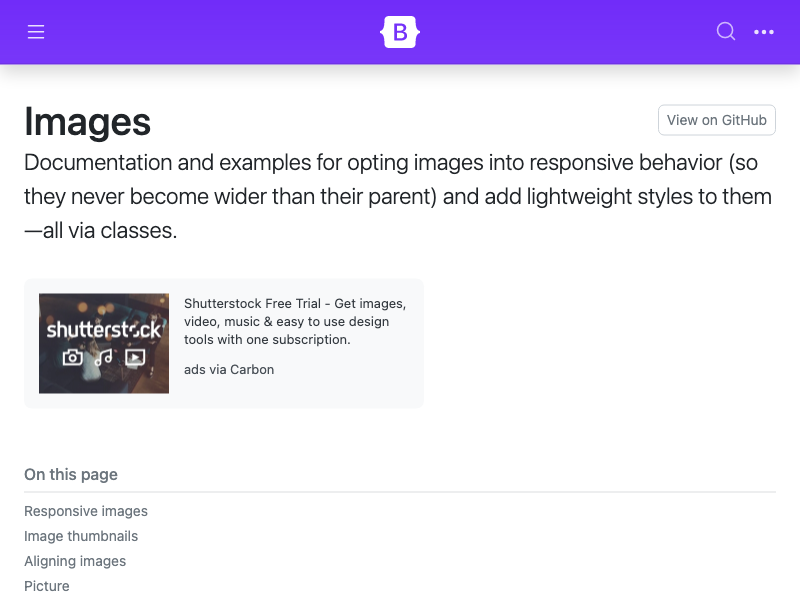 B
Images
View on GitHub
Documentation and examples for opting images into responsive behavior (so
they never become wider than their parent) and add lightweight styles to them
—all via classes.
shutterstock
Shutterstock Free Trial - Get images,
video, music & easy to use design
tools with one subscription.
ads via Carbon
On this page
Responsive images
Image thumbnails
Aligning images
Picture